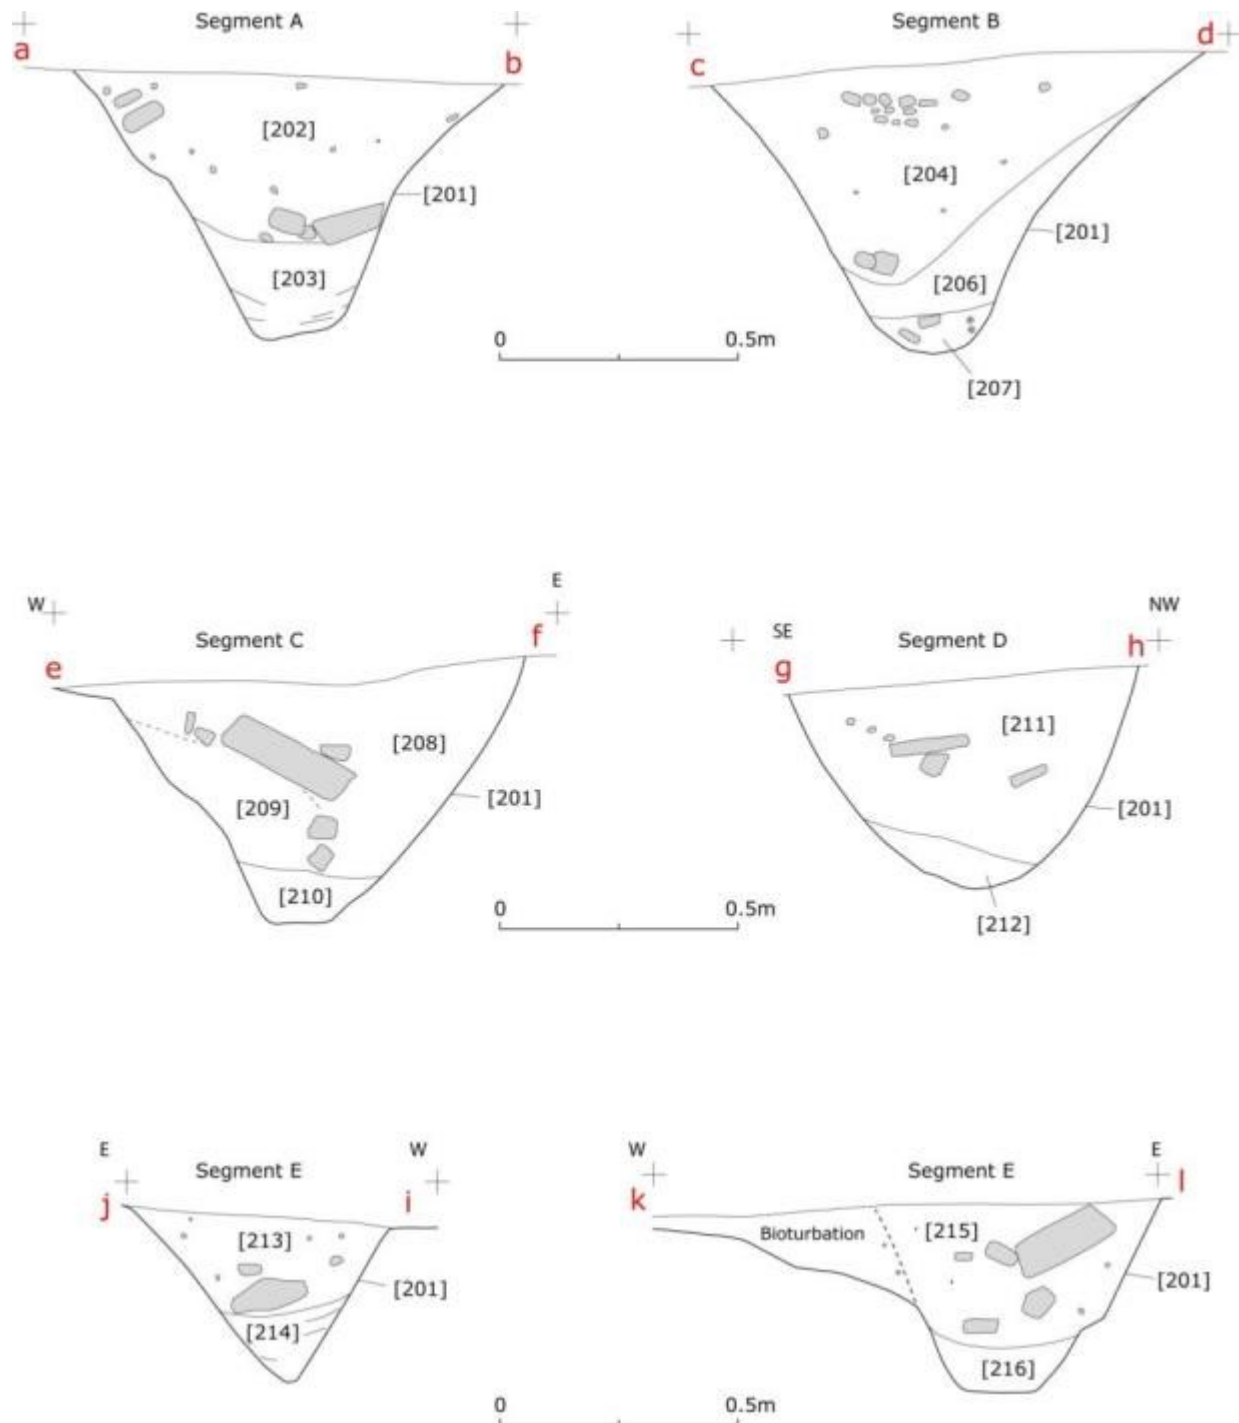 Segment A
Segment B
a
b
c
d
[202]
[201]
[203]
[204]
[201]
[206]
[207]
0 0.5m
W
E
Segment C
e
f
[208]
[209]
[201]
[210]
SE
NW
Segment D
g
h
[211]
[201]
[212]
0 0.5m
E
W
Segment E
j
i
[213]
[201]
[214]
W
E
Segment E
k
l
Bioturbation
[215]
[201]
[216]
0 0.5m